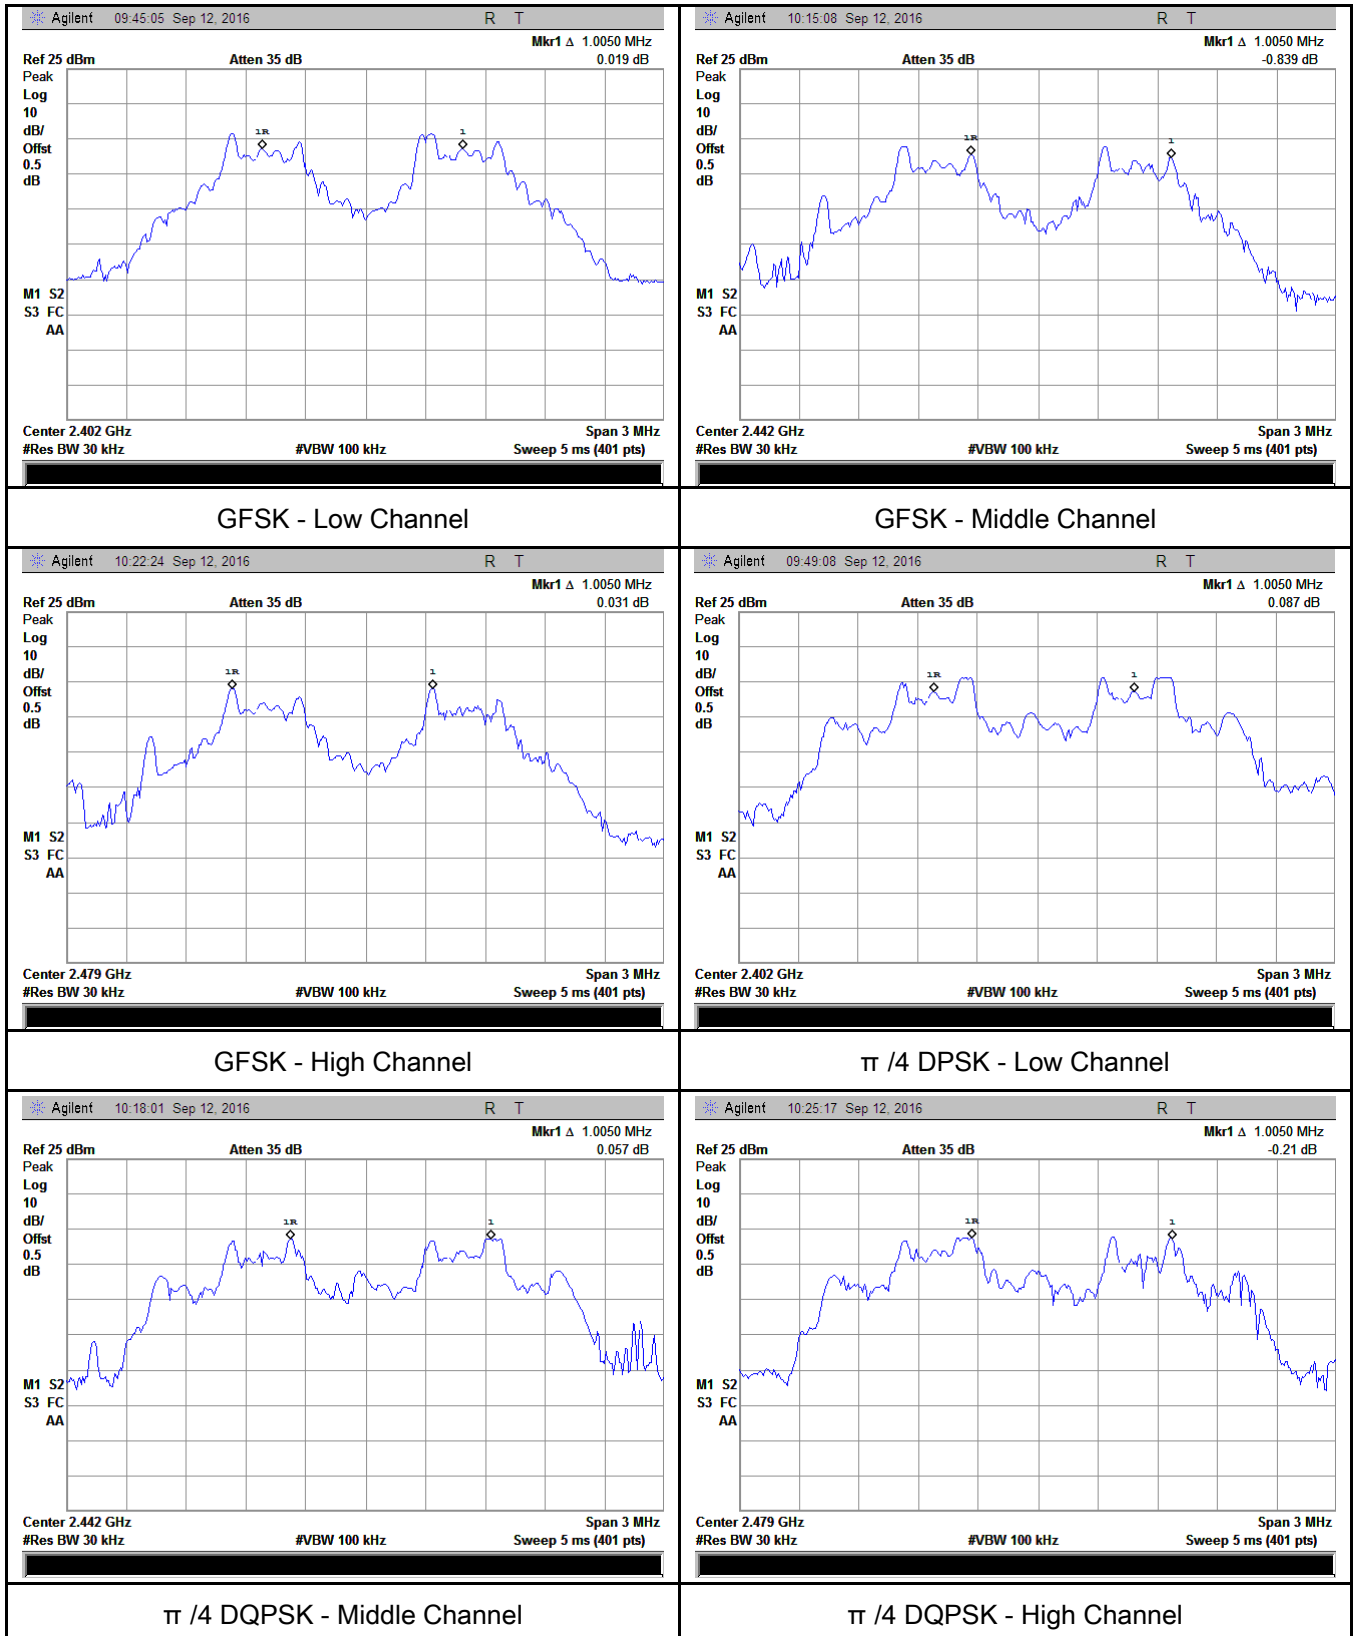 Agilent 09:45:05 Sep 12, 2016 R T
Mkr1 Δ 1.0050 MHz
Ref 25 dBm Atten 35 dB 0.019 dB
Peak
Log
10
dB/
Offst
0.5
dB
1R 1
M1 S2
S3 FC
AA
Center 2.402 GHz Span 3 MHz
#Res BW 30 kHz #VBW 100 kHz Sweep 5 ms (401 pts)
GFSK - Low Channel
Agilent 10:15:08 Sep 12, 2016 R T
Mkr1 Δ 1.0050 MHz
Ref 25 dBm Atten 35 dB -0.839 dB
Peak
Log
10
dB/
Offst
0.5
dB
1R 1
M1 S2
S3 FC
AA
Center 2.442 GHz Span 3 MHz
#Res BW 30 kHz #VBW 100 kHz Sweep 5 ms (401 pts)
GFSK - Middle Channel
Agilent 10:22:24 Sep 12, 2016 R T
Mkr1 Δ 1.0050 MHz
Ref 25 dBm Atten 35 dB 0.031 dB
Peak
Log
10
dB/
Offst
0.5
dB
1R 1
M1 S2
S3 FC
AA
Center 2.479 GHz Span 3 MHz
#Res BW 30 kHz #VBW 100 kHz Sweep 5 ms (401 pts)
GFSK - High Channel
Agilent 09:49:08 Sep 12, 2016 R T
Mkr1 Δ 1.0050 MHz
Ref 25 dBm Atten 35 dB 0.087 dB
Peak
Log
10
dB/
Offst
0.5
dB
1R 1
M1 S2
S3 FC
AA
Center 2.402 GHz Span 3 MHz
#Res BW 30 kHz #VBW 100 kHz Sweep 5 ms (401 pts)
π /4 DPSK - Low Channel
Agilent 10:18:01 Sep 12, 2016 R T
Mkr1 Δ 1.0050 MHz
Ref 25 dBm Atten 35 dB 0.057 dB
Peak
Log
10
dB/
Offst
0.5
dB
1R 1
M1 S2
S3 FC
AA
Center 2.442 GHz Span 3 MHz
#Res BW 30 kHz #VBW 100 kHz Sweep 5 ms (401 pts)
π /4 DQPSK - Middle Channel
Agilent 10:25:17 Sep 12, 2016 R T
Mkr1 Δ 1.0050 MHz
Ref 25 dBm Atten 35 dB -0.21 dB
Peak
Log
10
dB/
Offst
0.5
dB
1R 1
M1 S2
S3 FC
AA
Center 2.479 GHz Span 3 MHz
#Res BW 30 kHz #VBW 100 kHz Sweep 5 ms (401 pts)
π /4 DQPSK - High Channel